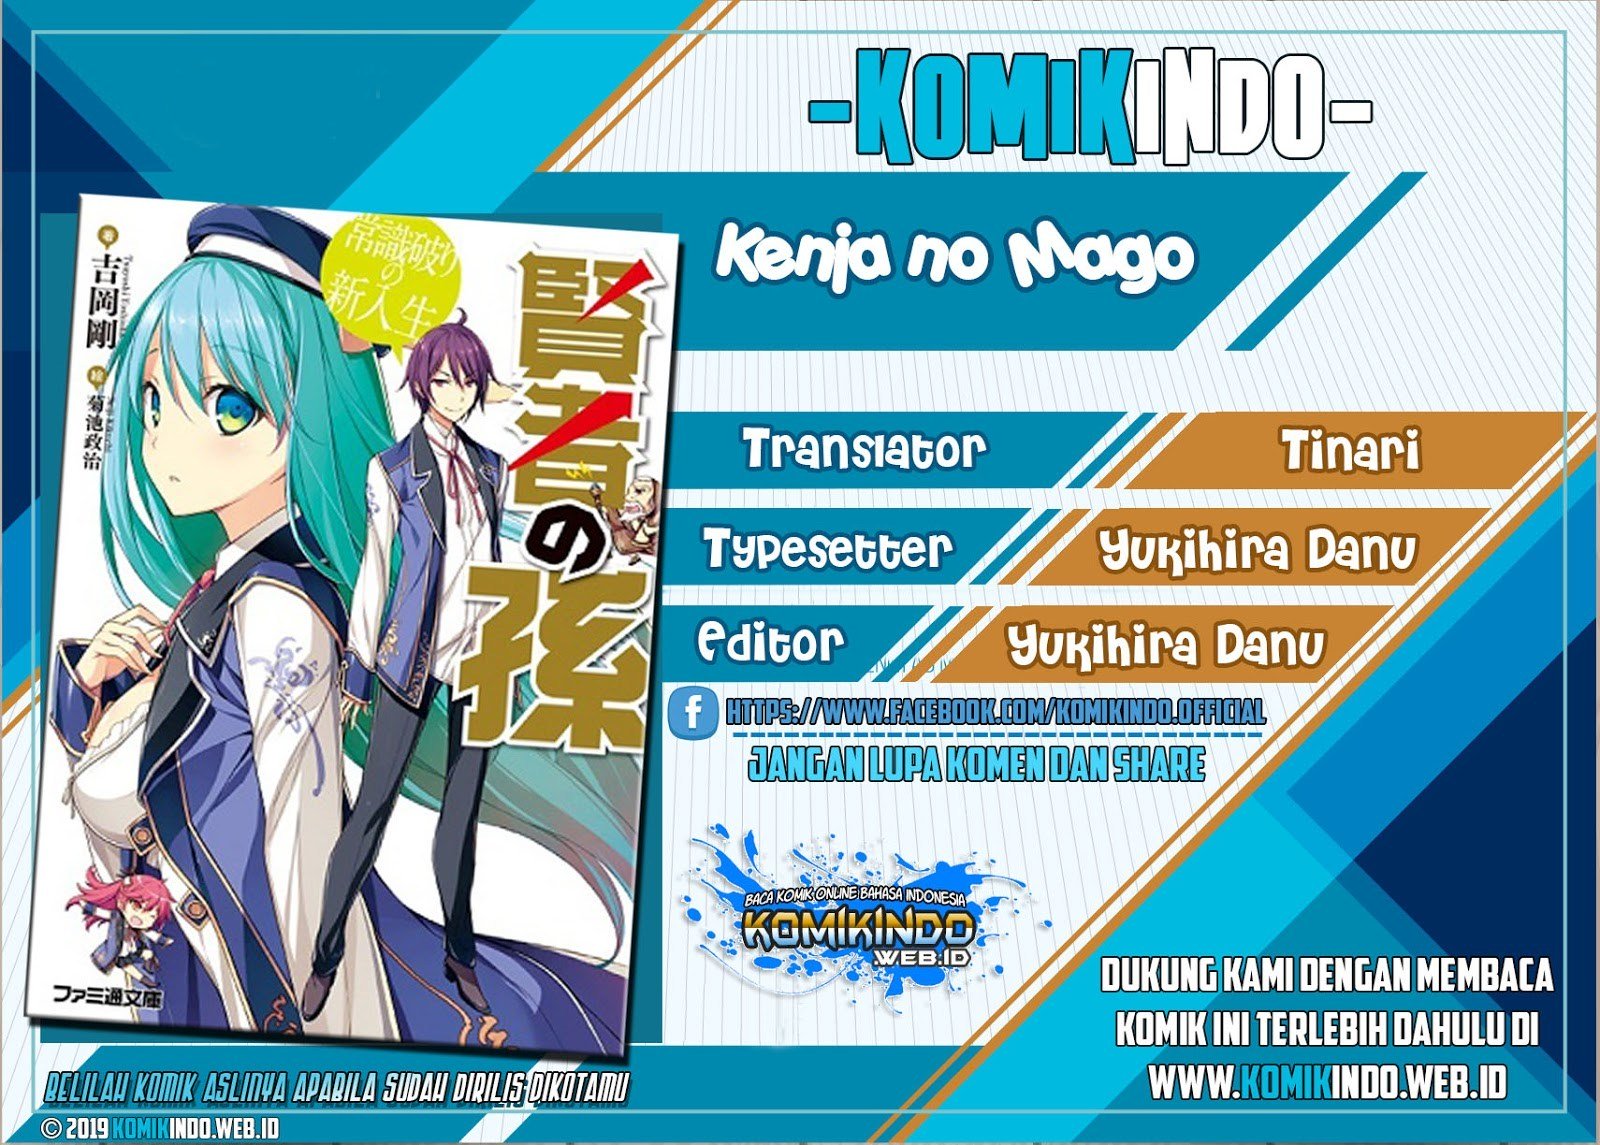 -KOMIKINDO-
Kenja no Mago
Translator
Tinari
Typesetter
Yukihira Danu
Editor
Yukihira Danu
f
HTTPS://WWW.FACEBOOK.COM/KOMIKINDO.OFFICIAL
JANGAN LUPA KOMEN DAN SHARE
BACA KOMIK ONLINE BAHASA INDONESIA
KOMIKINDO
.WEB.ID
DUKUNG KAMI DENGAN MEMBACA
KOMIK INI TERLEBIH DAHULU DI
WWW.KOMIKINDO.WEB.ID
賢者の孫
常識破り
の
新人生
著
吉岡剛
絵
菊池政治
ファミ通文庫
BELILAH KOMIK ASLINYA APABILA SUDAH DIRILIS DIKOTAMU
© 2019 KOMIKINDO.WEB.ID